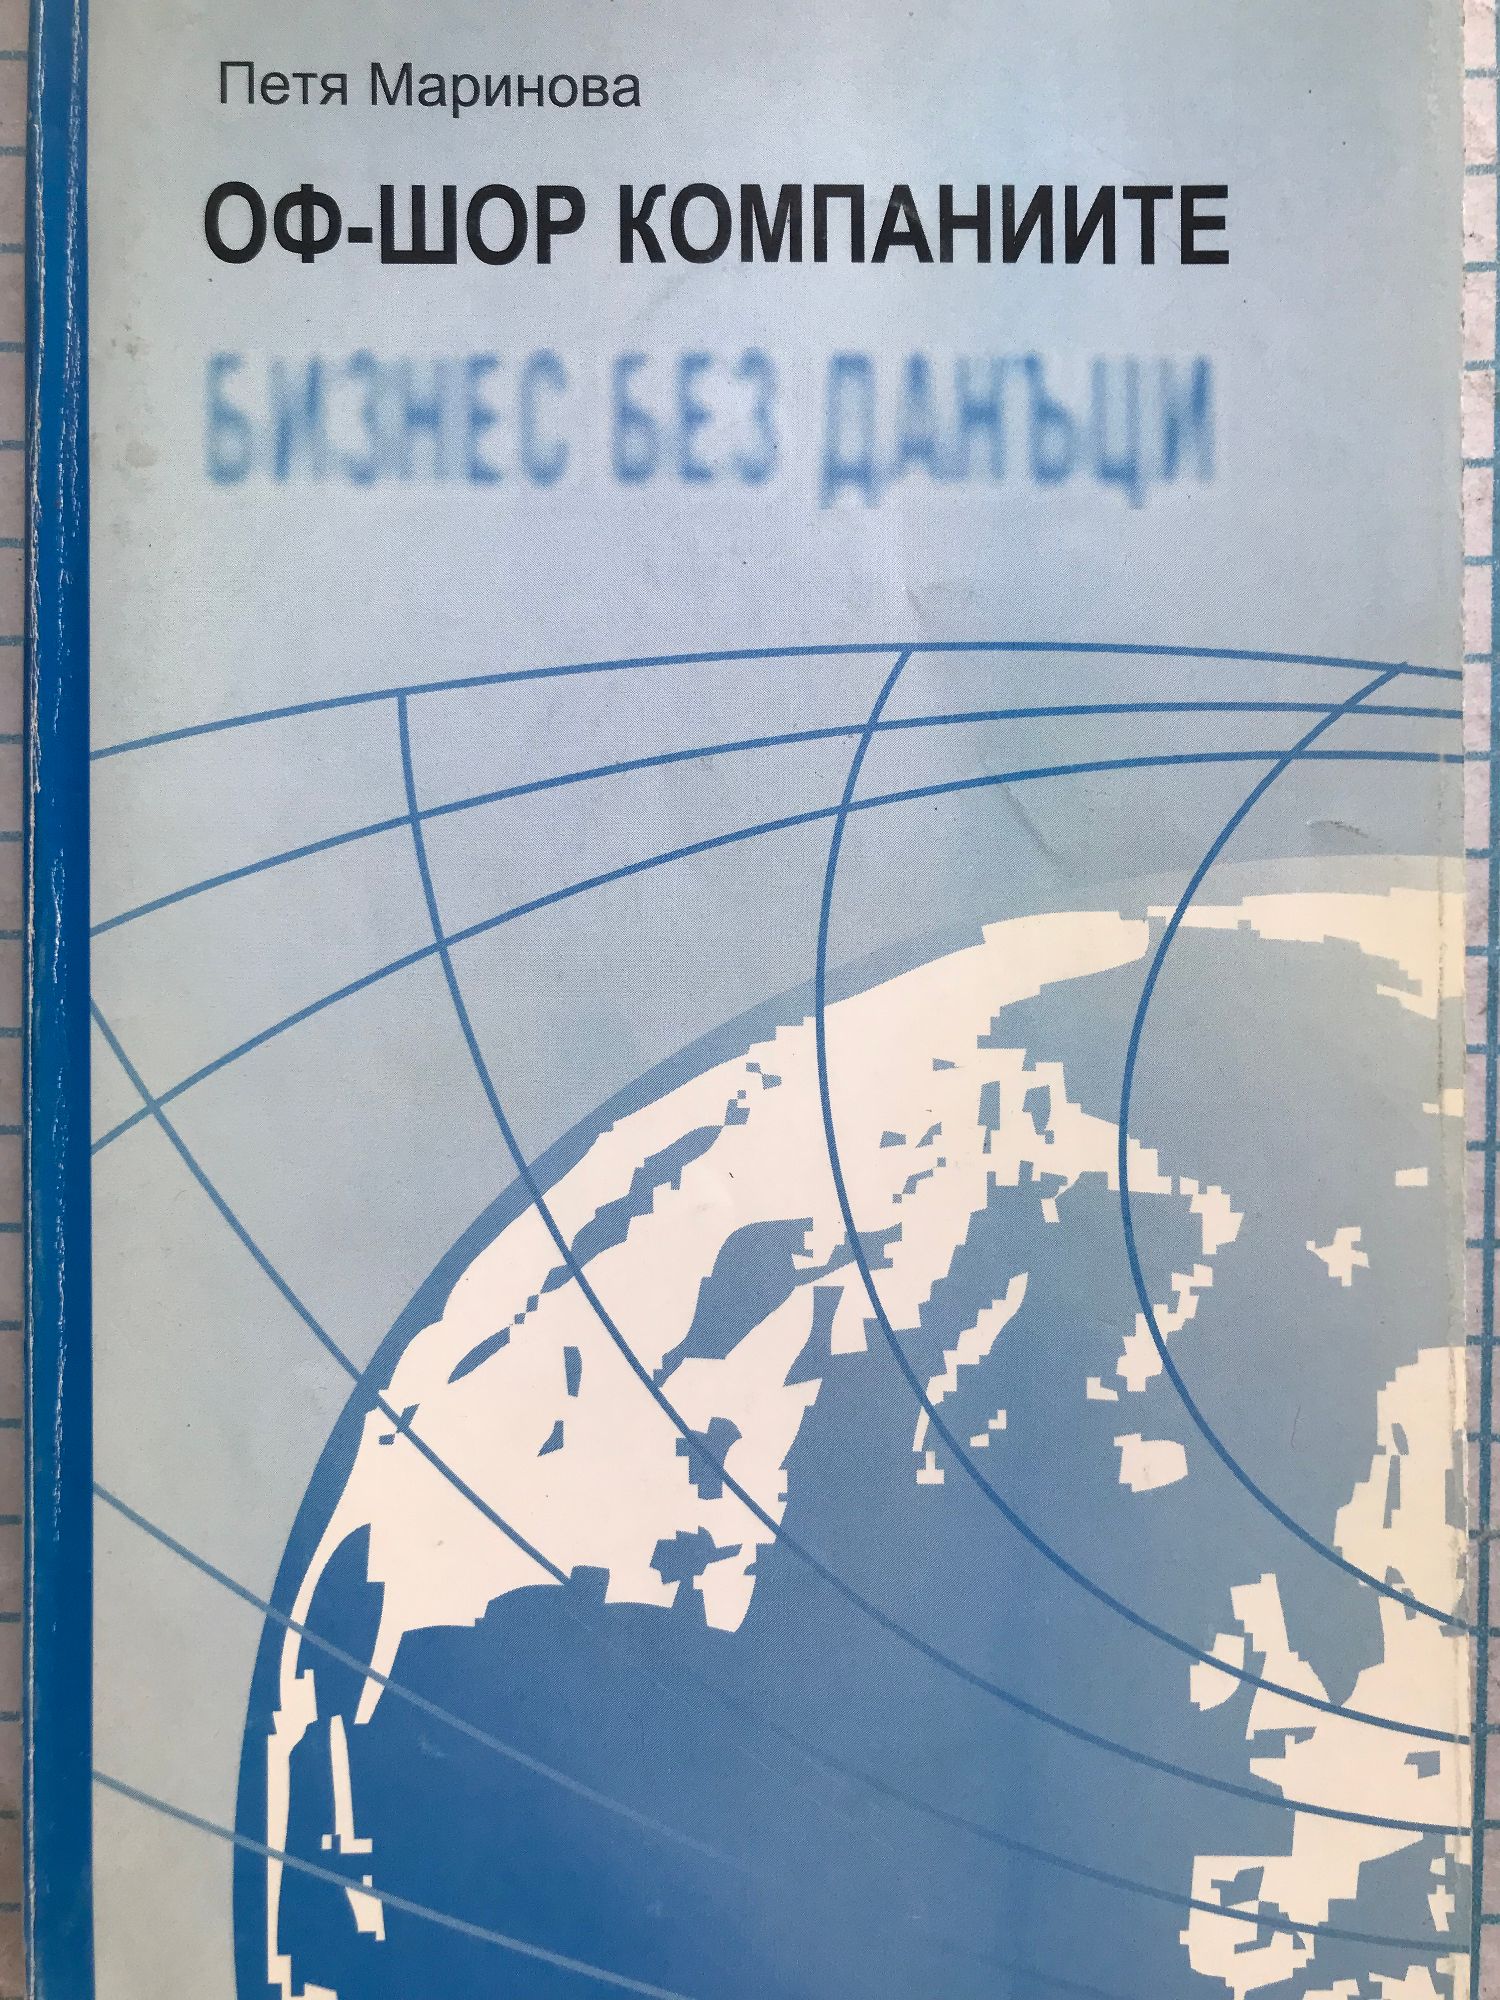 Петя Маринова
ОФ-ШОР КОМПАНИИТЕ
БИЗНЕС БЕЗ ДАНЪЦИ